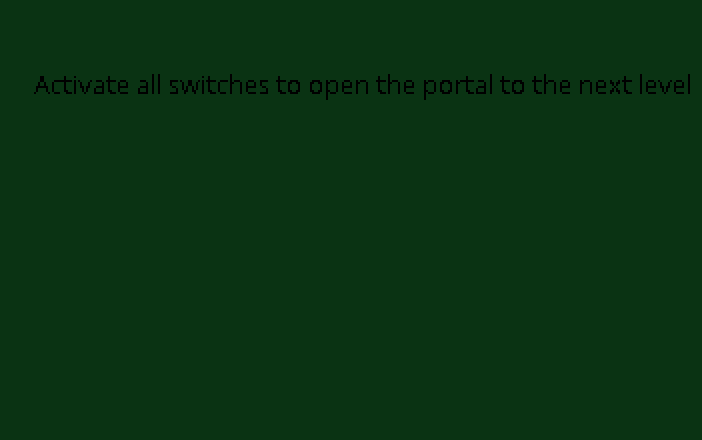 Activate all switches to open the portal to the next level